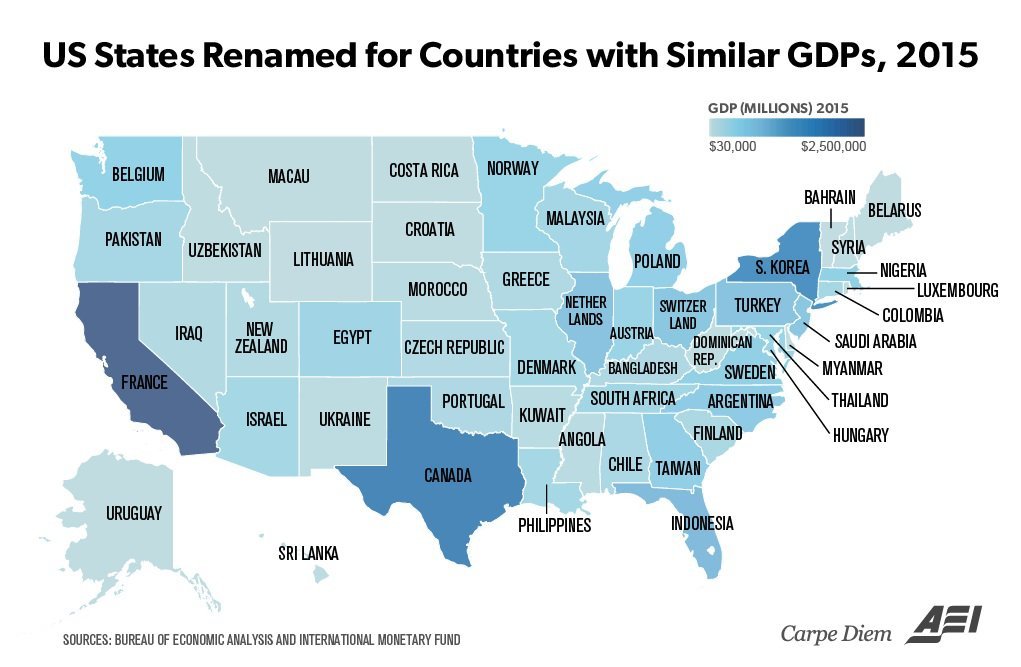 US States Renamed for Countries with Similar GDPs, 2015
GDP (MILLIONS) 2015
$30,000
$2,500,000
BELGIUM
MACAU
COSTA RICA
NORWAY
BAHRAIN
BELARUS
PAKISTAN
UZBEKISTAN
LITHUANIA
CROATIA
MALAYSIA
SYRIA
POLAND
S. KOREA
NIGERIA
LUXEMBOURG
COLOMBIA
MOROCCO
GREECE
NETHER
LANDS
AUSTRIA
SWITZER
LAND
TURKEY
SAUDI ARABIA
IRAQ
NEW
ZEALAND
EGYPT
CZECH REPUBLIC
DOMINICAN
REP.
MYANMAR
FRANCE
DENMARK
BANGLADESH
SWEDEN
THAILAND
ISRAEL
UKRAINE
PORTUGAL
KUWAIT
SOUTH AFRICA
ARGENTINA
HUNGARY
ANGOLA
CHILE
TAIWAN
FINLAND
CANADA
PHILIPPINES
INDONESIA
URUGUAY
SRI LANKA
SOURCES: BUREAU OF ECONOMIC ANALYSIS AND INTERNATIONAL MONETARY FUND
Carpe Diem
AEI